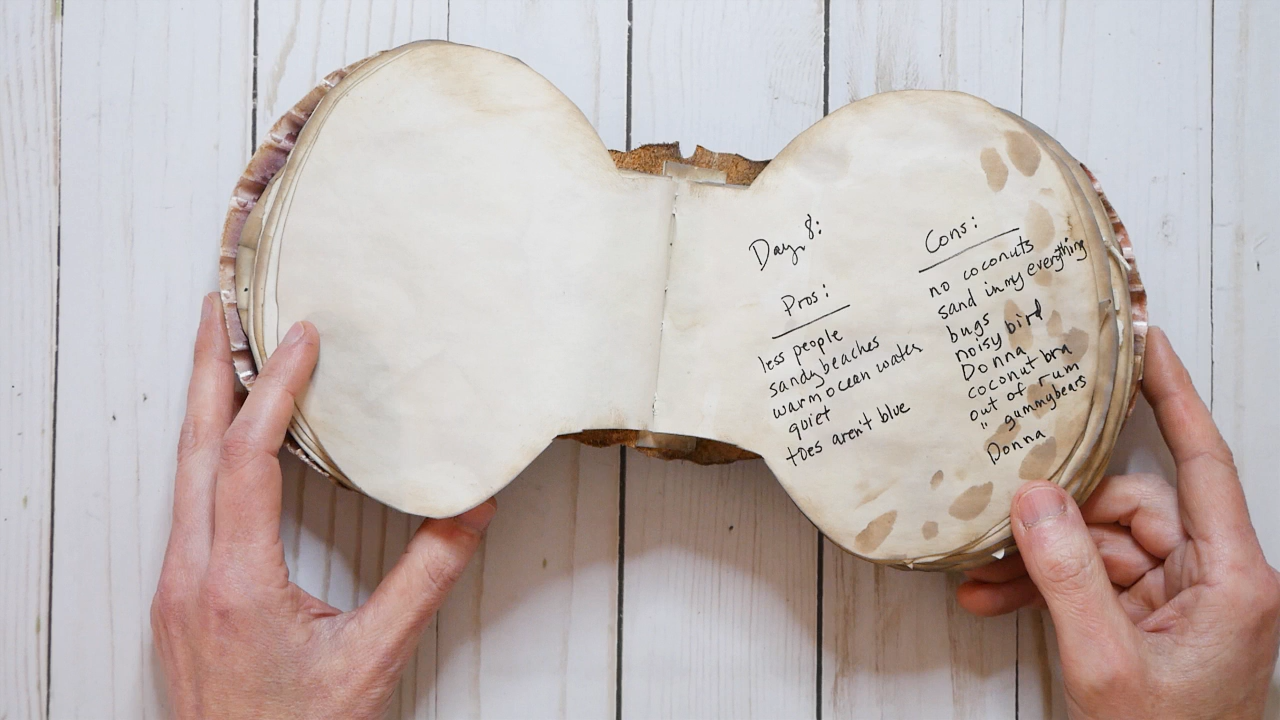 Day 8:
Pros:
less people
sandy beaches
warm ocean water
quiet
toes aren't blue
Cons:
no coconuts
sand in my everything
bugs
noisy bird
Donna
coconut bra
out of rum
" gummybears
Donna